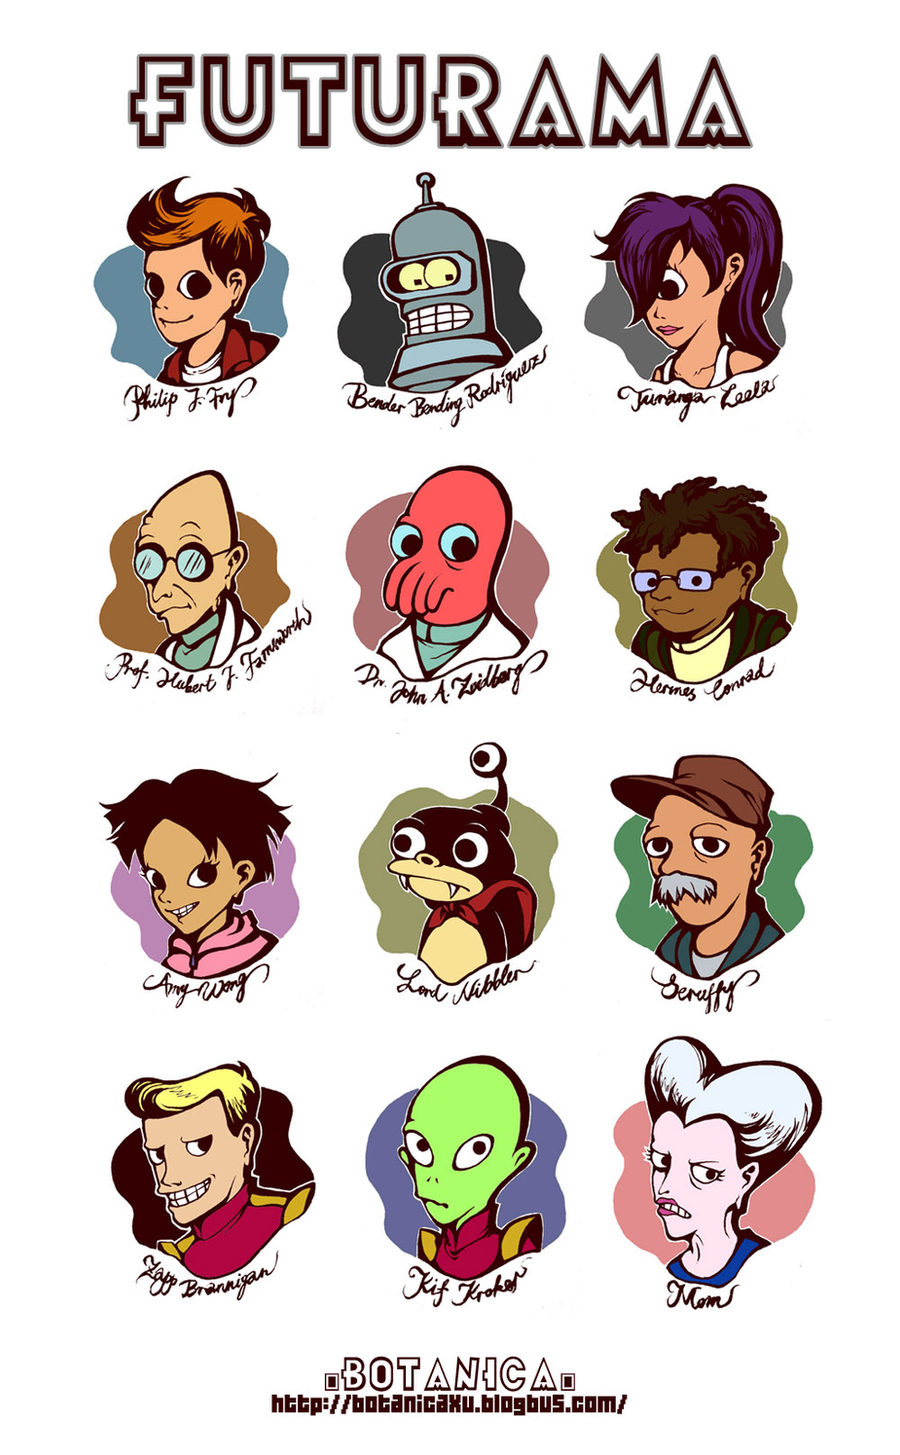 FUTURAMA
Philip J. Fry
Bender Bending Rodríguez
Turanga Leela
Prof. Hubert J. Farnsworth
Dr. John A. Zoidberg
Hermes Conrad
Amy Wong
Lord Nibbler
Scruffy
Zapp Brannigan
Kif Kroker
Mom
.BOTANICA.
http://botanicaxu.blogbus.com/